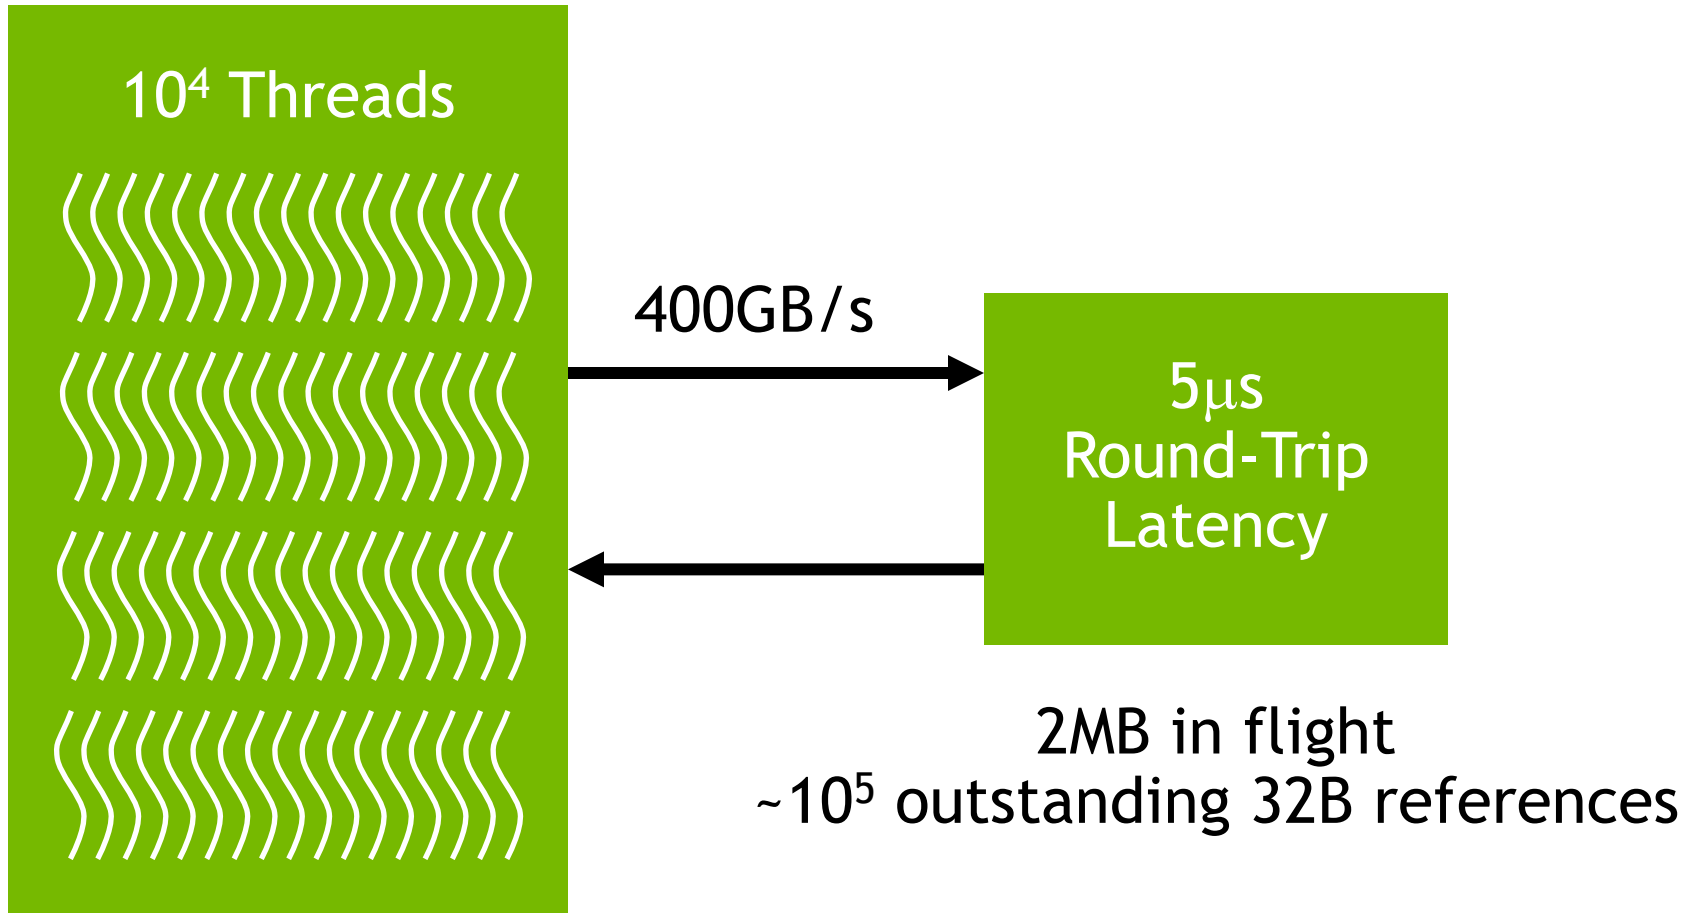 10⁴ Threads
400GB/s
5μs
Round-Trip
Latency
2MB in flight
~10⁵ outstanding 32B references